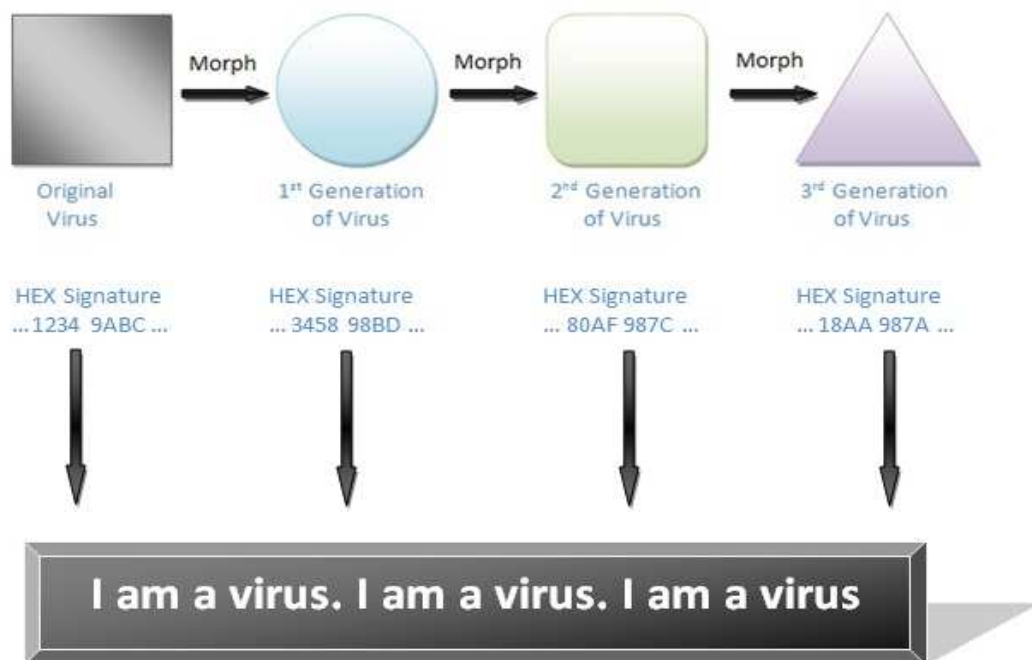 Morph
Morph
Morph
Original
Virus
1st Generation
of Virus
2nd Generation
of Virus
3rd Generation
of Virus
HEX Signature
... 1234 9ABC ...
HEX Signature
... 3458 98BD ...
HEX Signature
... 80AF 987C ...
HEX Signature
... 18AA 987A ...
I am a virus. I am a virus. I am a virus